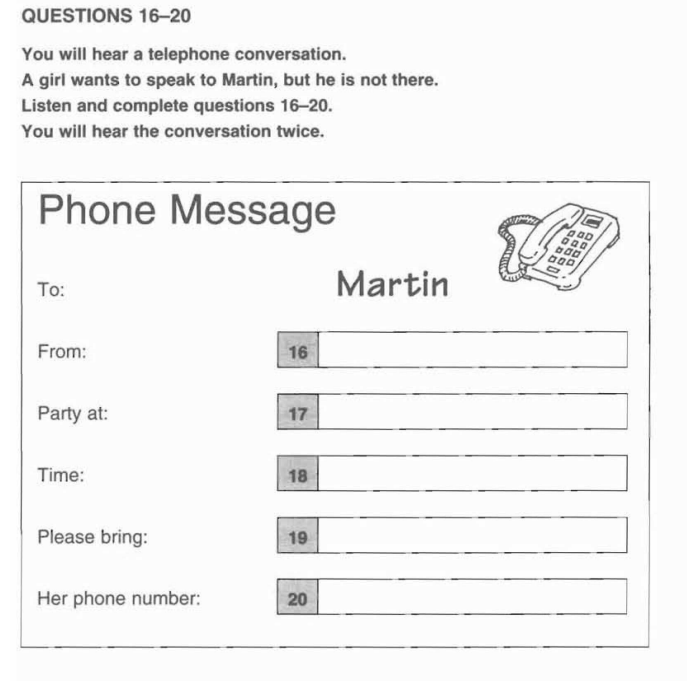 QUESTIONS 16–20
You will hear a telephone conversation.
A girl wants to speak to Martin, but he is not there.
Listen and complete questions 16–20.
You will hear the conversation twice.
Phone Message
To: Martin
From: 16
Party at: 17
Time: 18
Please bring: 19
Her phone number: 20